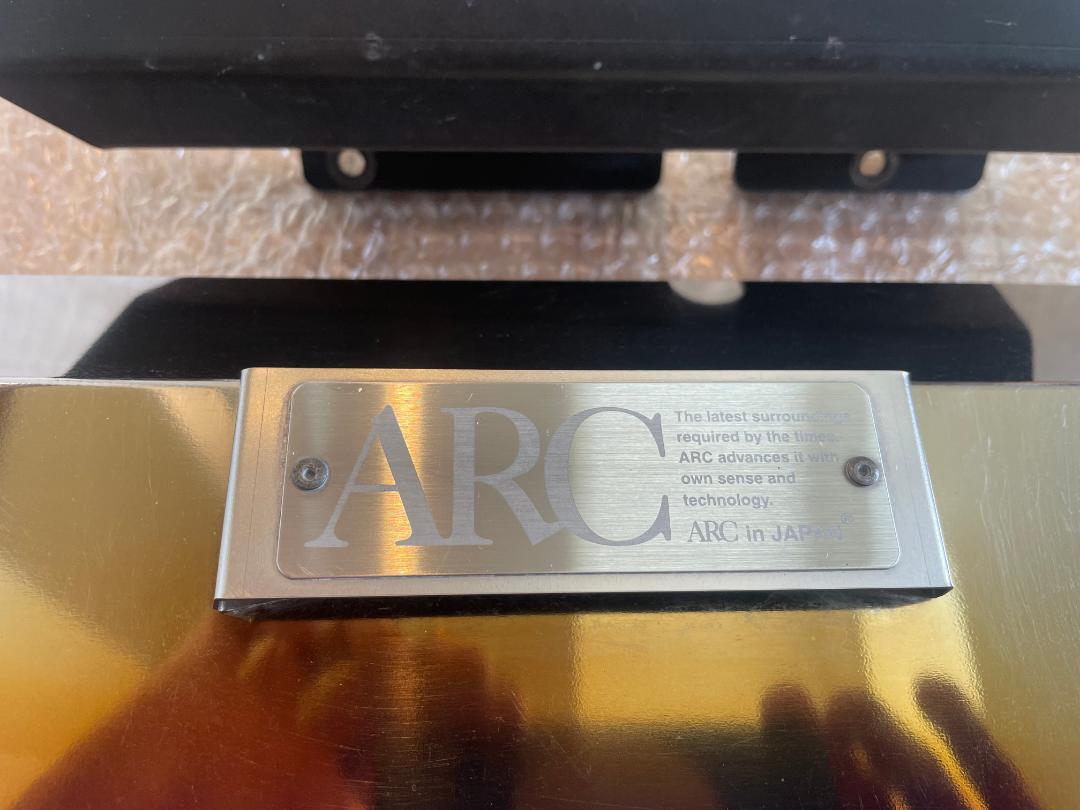 ARC
The latest surroundings
required by the times.
ARC advances it with
own sense and
technology.
ARC in JAPAN®